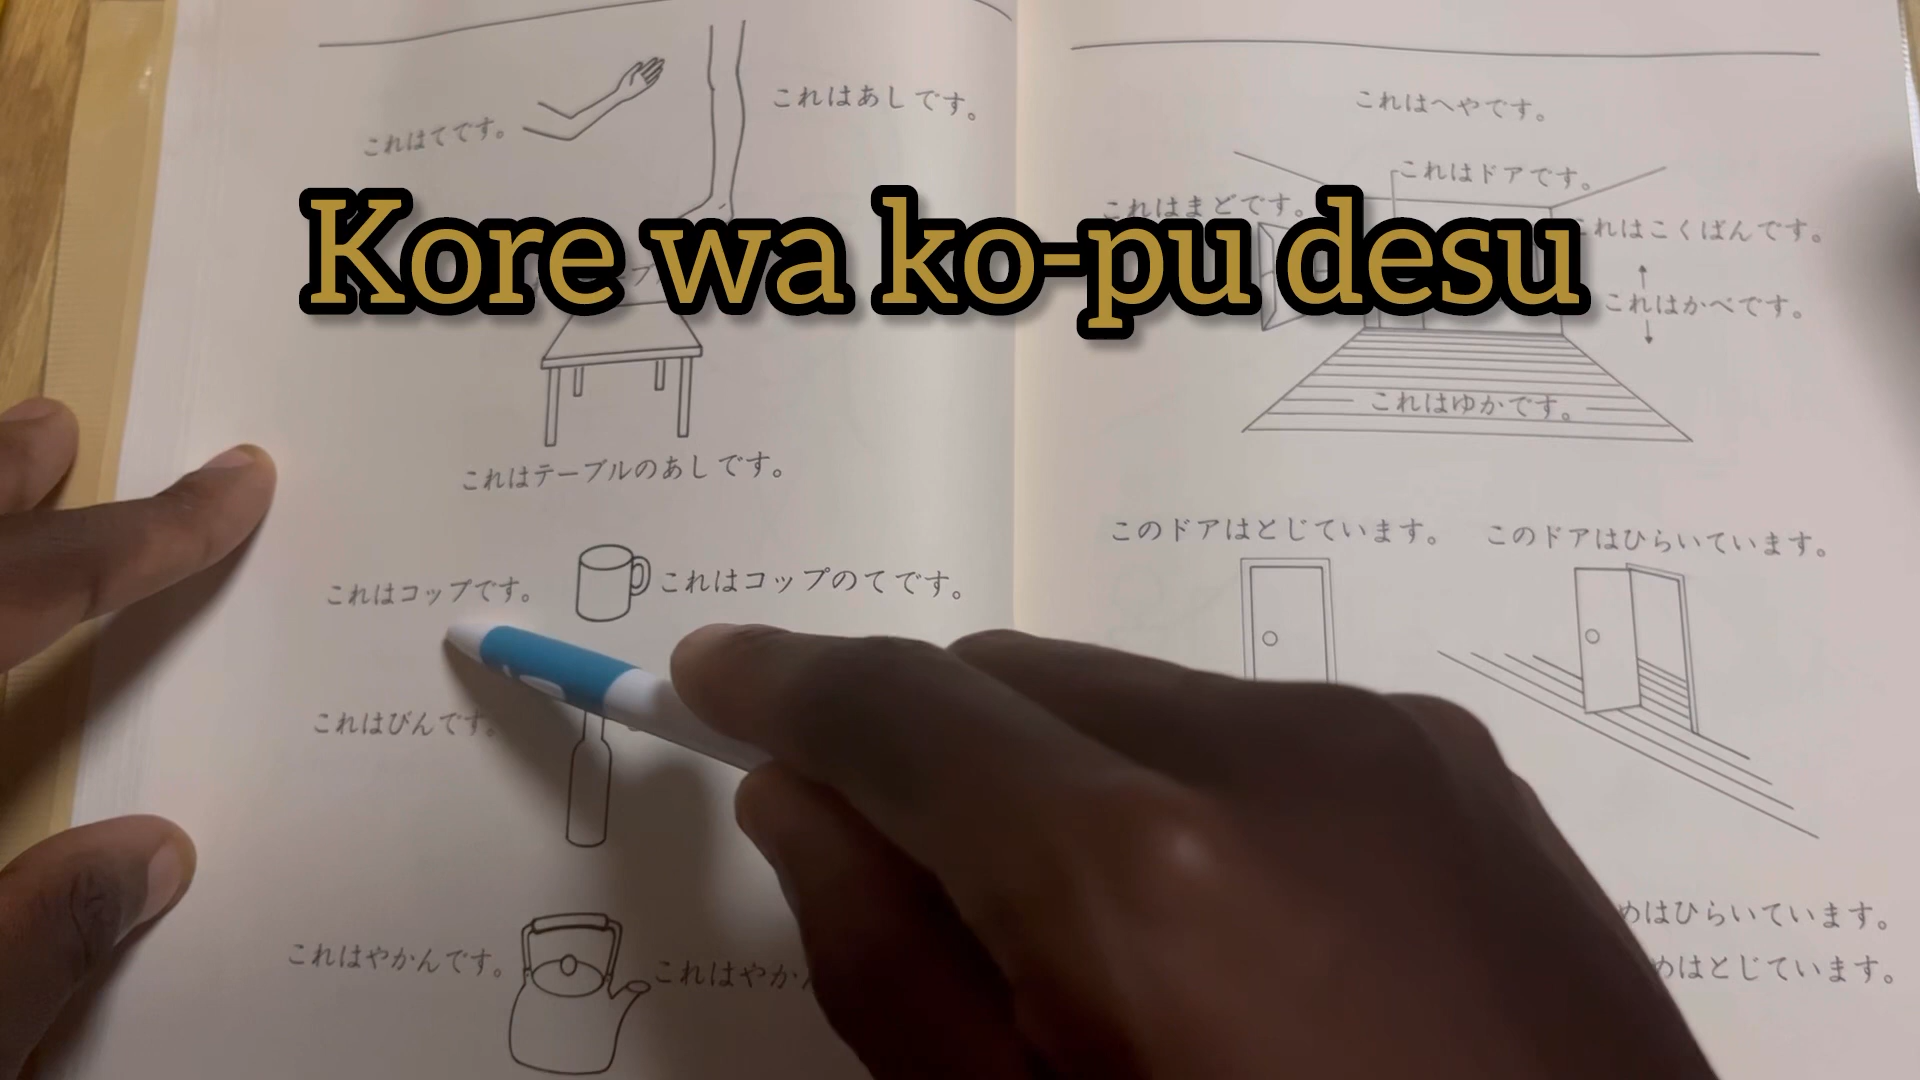 これはてです。
これはあしです。
Kore wa ko-pu desu
これはテーブルのあしです。
これはコップです。
これはコップのてです。
これはびんです。
これはやかんです。
これはやか
これはへやです。
これはドアです。
これはまどです。
これはこくばんです。
これはかべです。
これはゆかです。
このドアはとじています。
このドアはひらいています。
めはひらいています。
めはとじています。